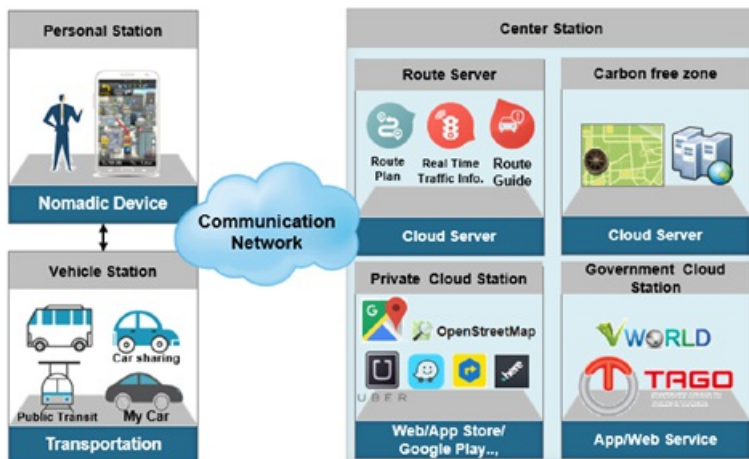 Personal Station
Nomadic Device
Vehicle Station
Car sharing
Public Transit
My Car
Transportation
Communication
Network
Center Station
Route Server
Route
Plan
Real Time
Traffic Info.
Route
Guide
Cloud Server
Carbon free zone
Cloud Server
Private Cloud Station
G
OpenStreetMap
U
UBER
here
Web/App Store/
Google Play..,
Government Cloud
Station
VWORLD
TAGO
App/Web Service